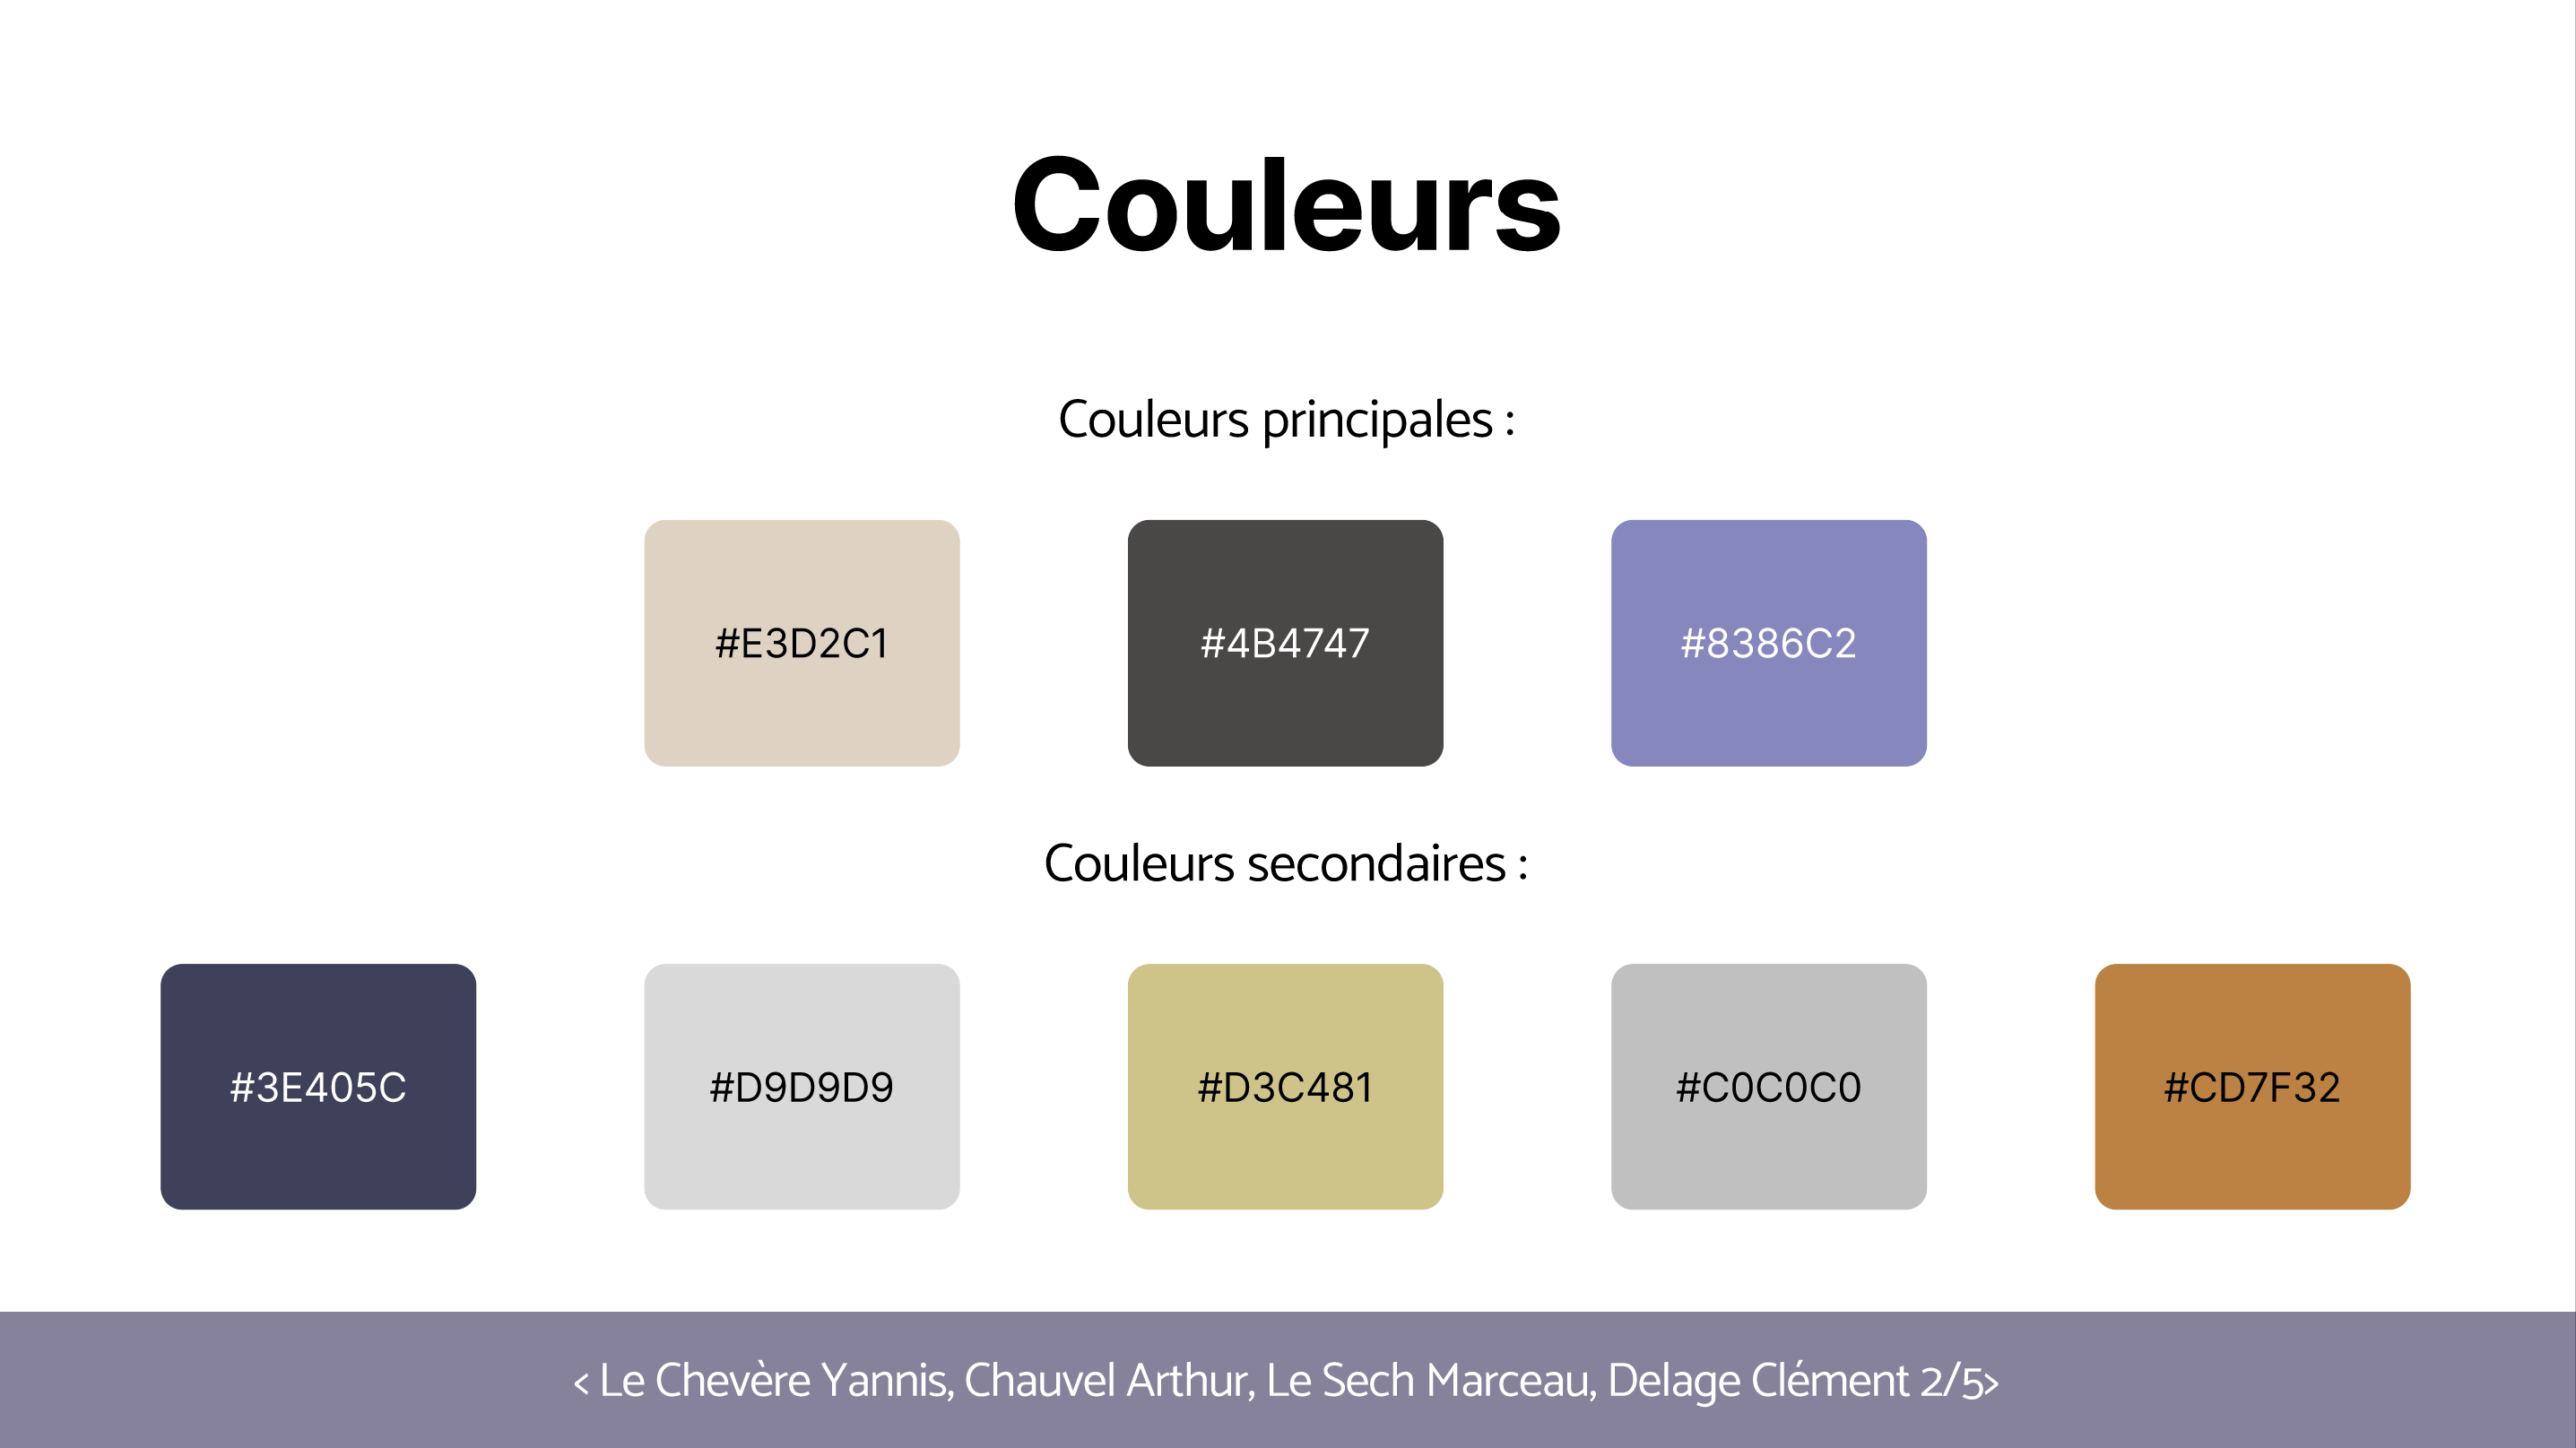 Couleurs
Couleurs principales :
#E3D2C1
#4B4747
#8386C2
Couleurs secondaires :
#3E405C
#D9D9D9
#D3C481
#C0C0C0
#CD7F32
< Le Chevère Yannis, Chauvel Arthur, Le Sech Marceau, Delage Clément 2/5>